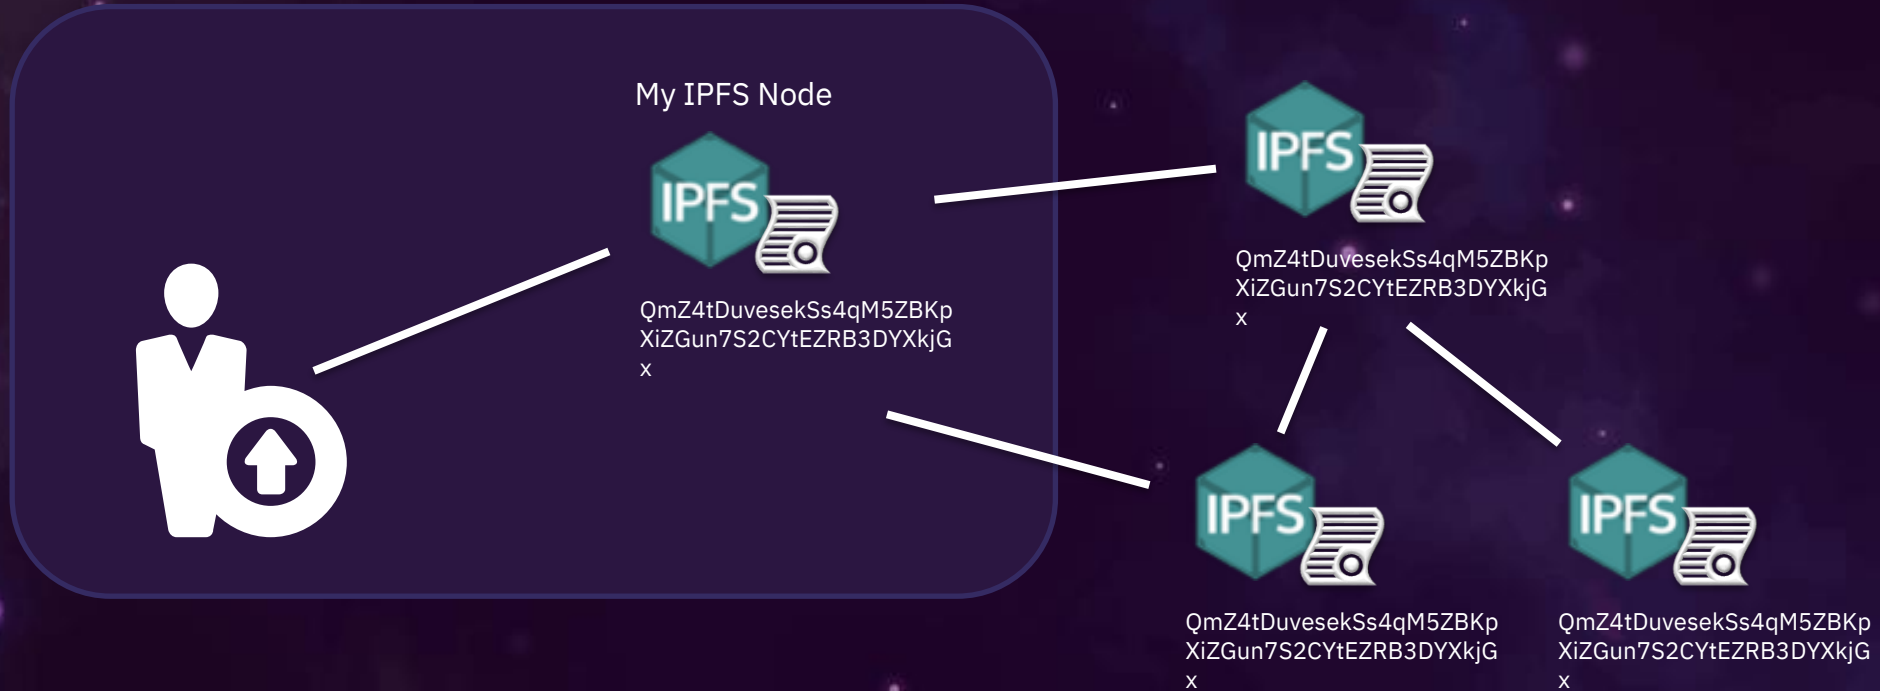 My IPFS Node
IPFS
QmZ4tDuvesekSs4qM5ZBKp
XiZGun7S2CYtEZRB3DYXkjG
x
IPFS
QmZ4tDuvesekSs4qM5ZBKp
XiZGun7S2CYtEZRB3DYXkjG
x
IPFS
QmZ4tDuvesekSs4qM5ZBKp
XiZGun7S2CYtEZRB3DYXkjG
x
IPFS
QmZ4tDuvesekSs4qM5ZBKp
XiZGun7S2CYtEZRB3DYXkjG
x